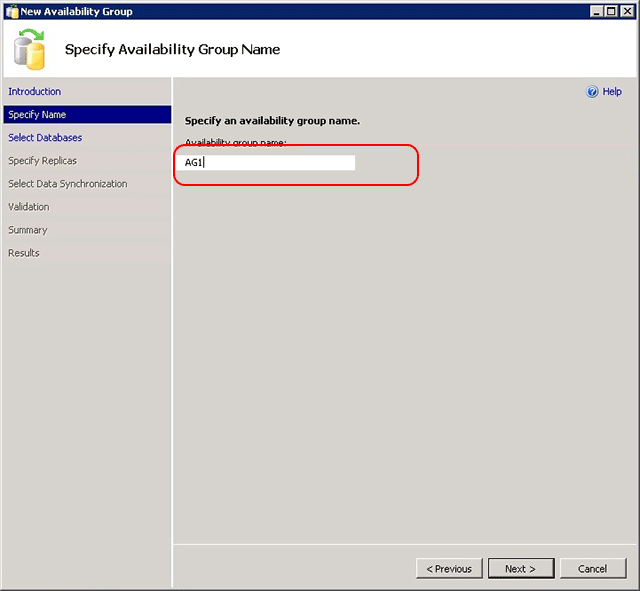 New Availability Group
Specify Availability Group Name
Introduction
Specify Name
Select Databases
Specify Replicas
Select Data Synchronization
Validation
Summary
Results
Help
Specify an availability group name.
Availability group name:
AG1
< Previous
Next >
Cancel